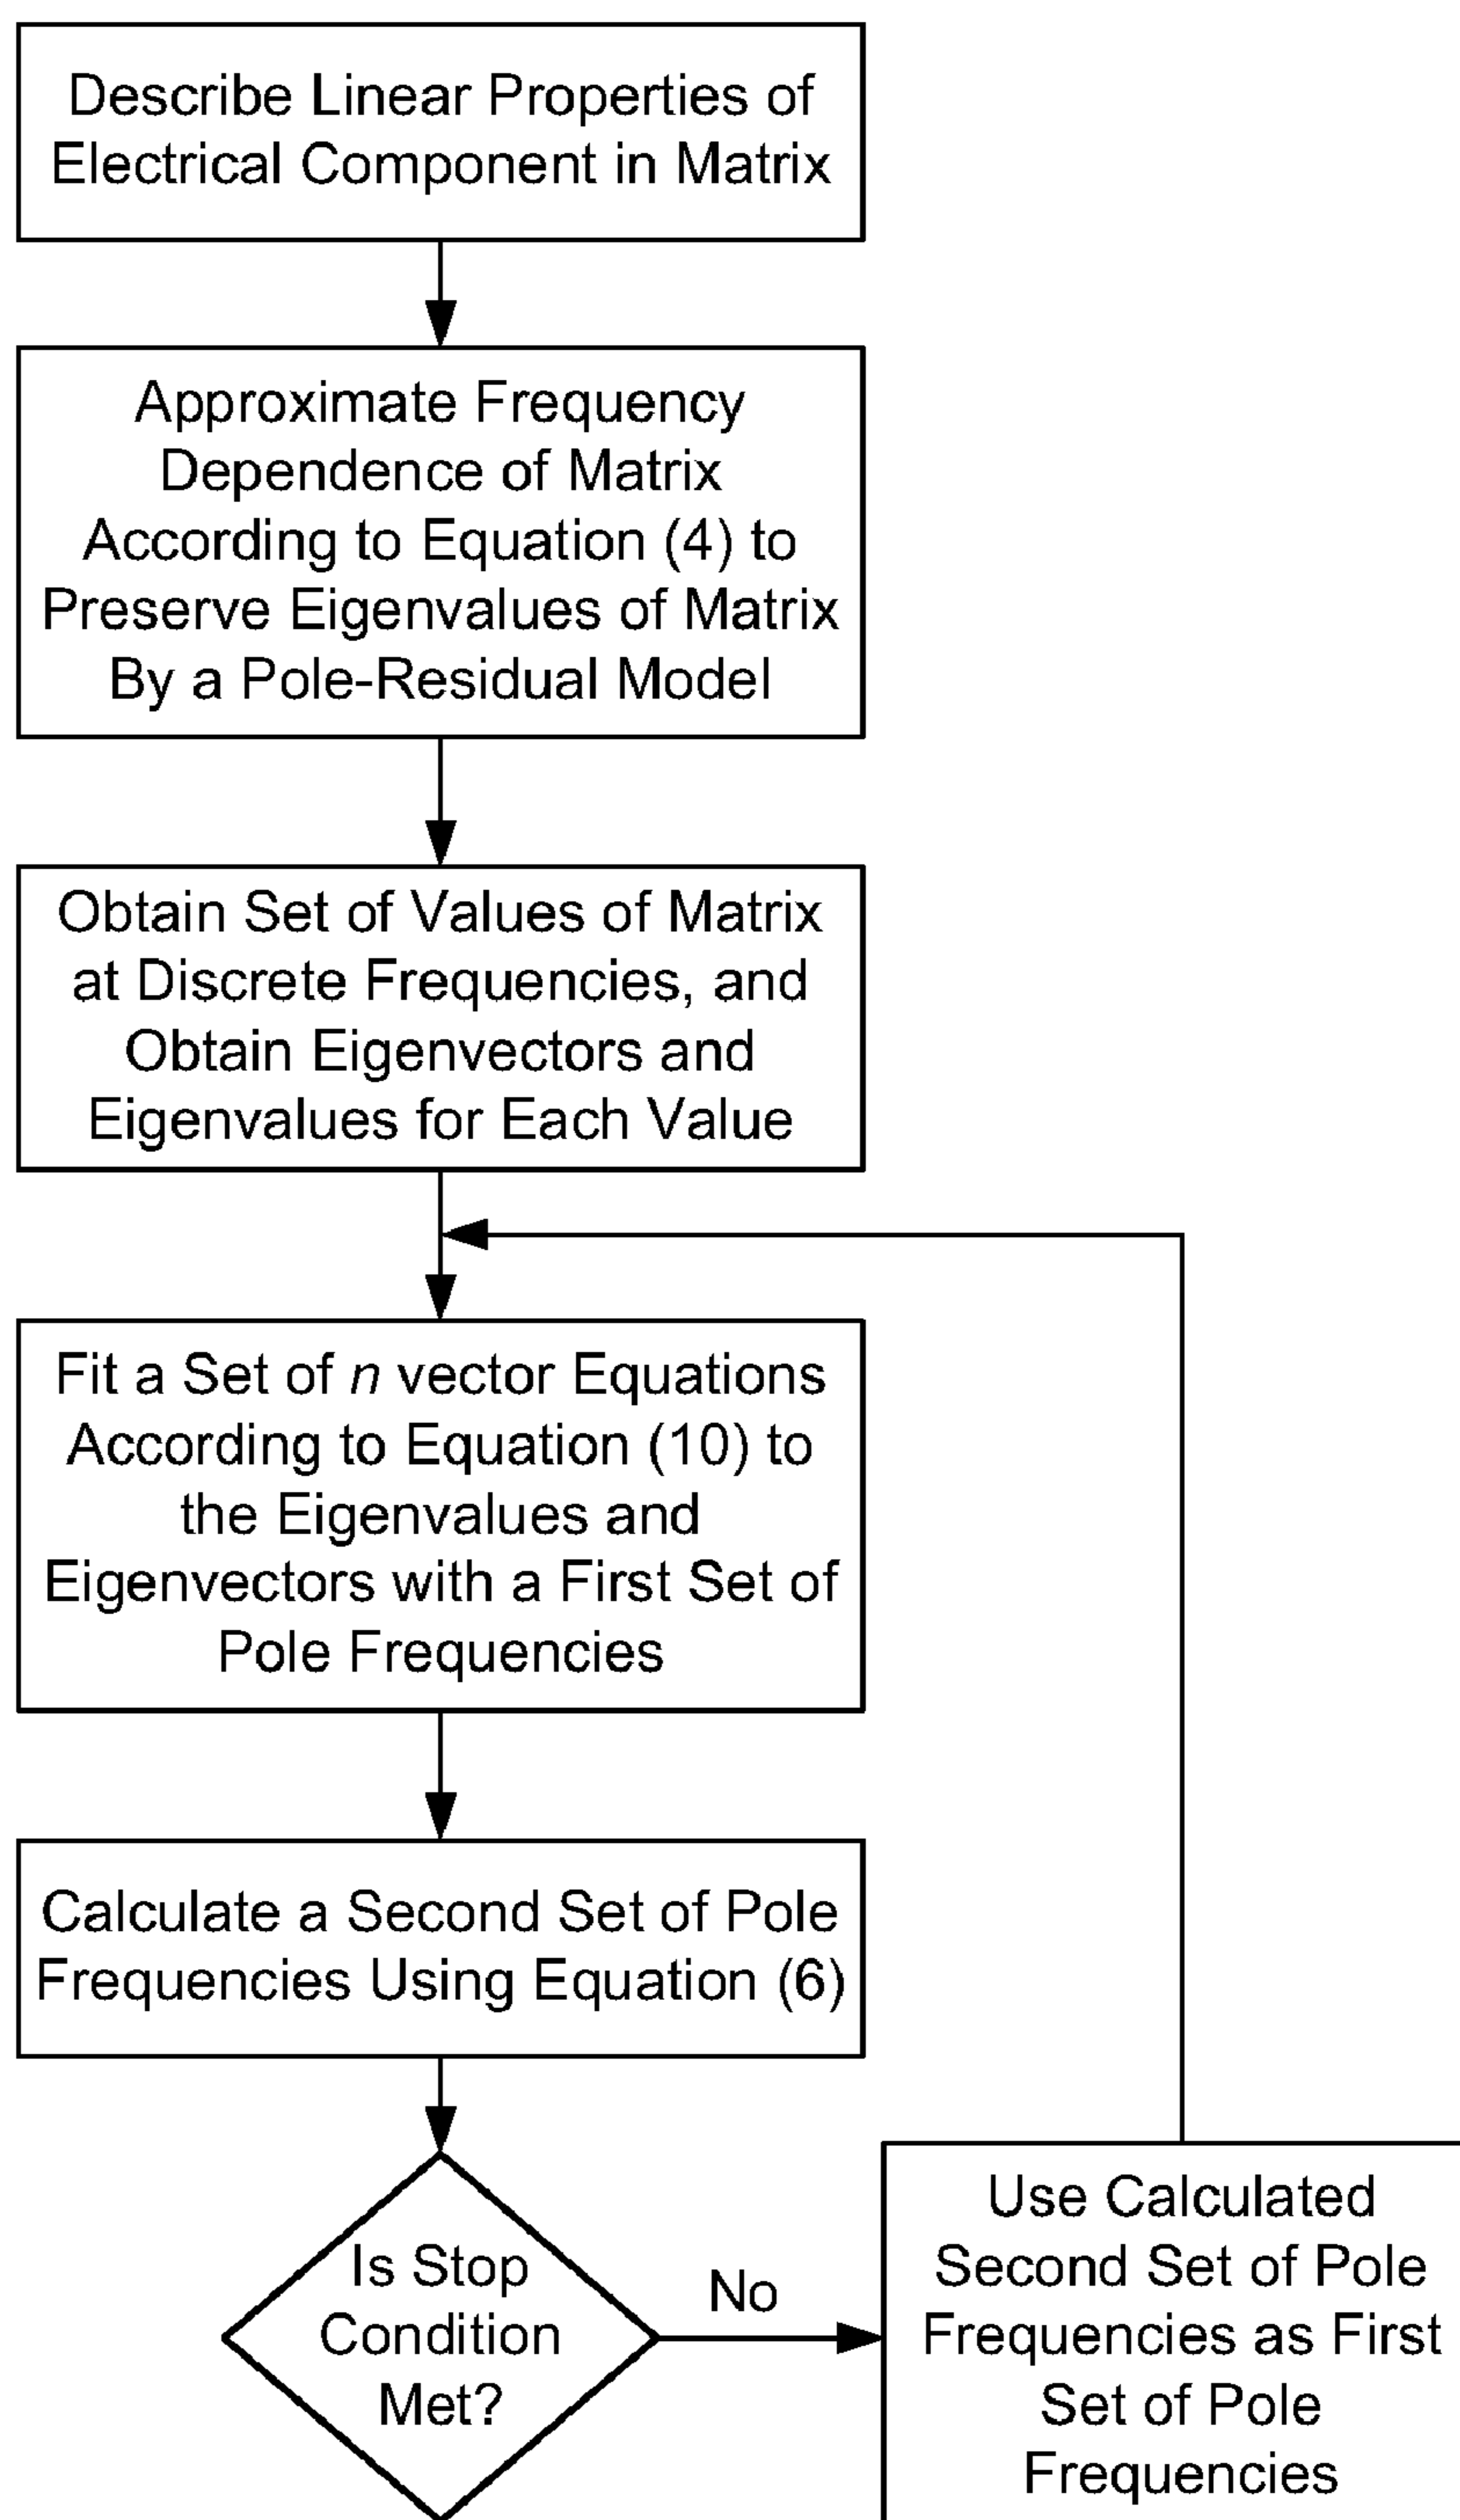 Describe Linear Properties of
Electrical Component in Matrix
Approximate Frequency
Dependence of Matrix
According to Equation (4) to
Preserve Eigenvalues of Matrix
By a Pole-Residual Model
Obtain Set of Values of Matrix
at Discrete Frequencies, and
Obtain Eigenvectors and
Eigenvalues for Each Value
Fit a Set of n vector Equations
According to Equation (10) to
the Eigenvalues and
Eigenvectors with a First Set of
Pole Frequencies
Calculate a Second Set of Pole
Frequencies Using Equation (6)
Is Stop
Condition
Met?
No
Use Calculated
Second Set of Pole
Frequencies as First
Set of Pole
Frequencies